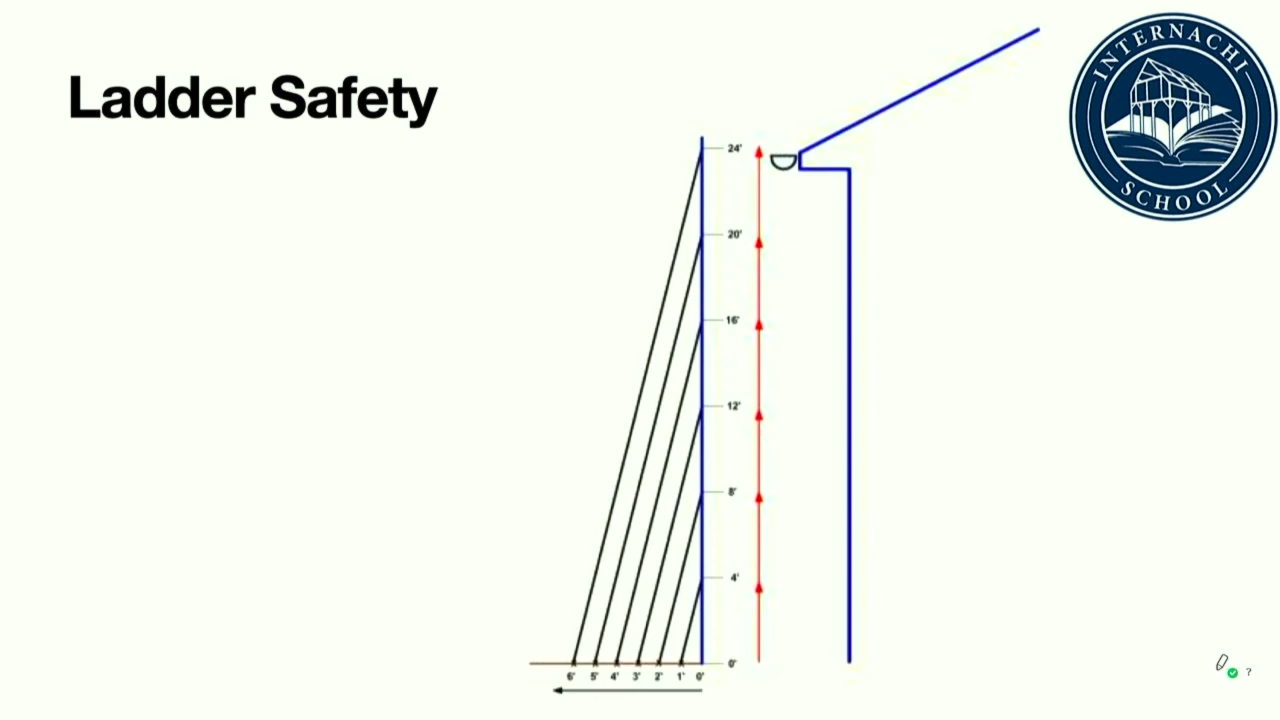 Ladder Safety
INTERNACHI
SCHOOL
24'
20'
16'
12'
8'
4'
0'
6' 5' 4' 3' 2' 1' 0'
?